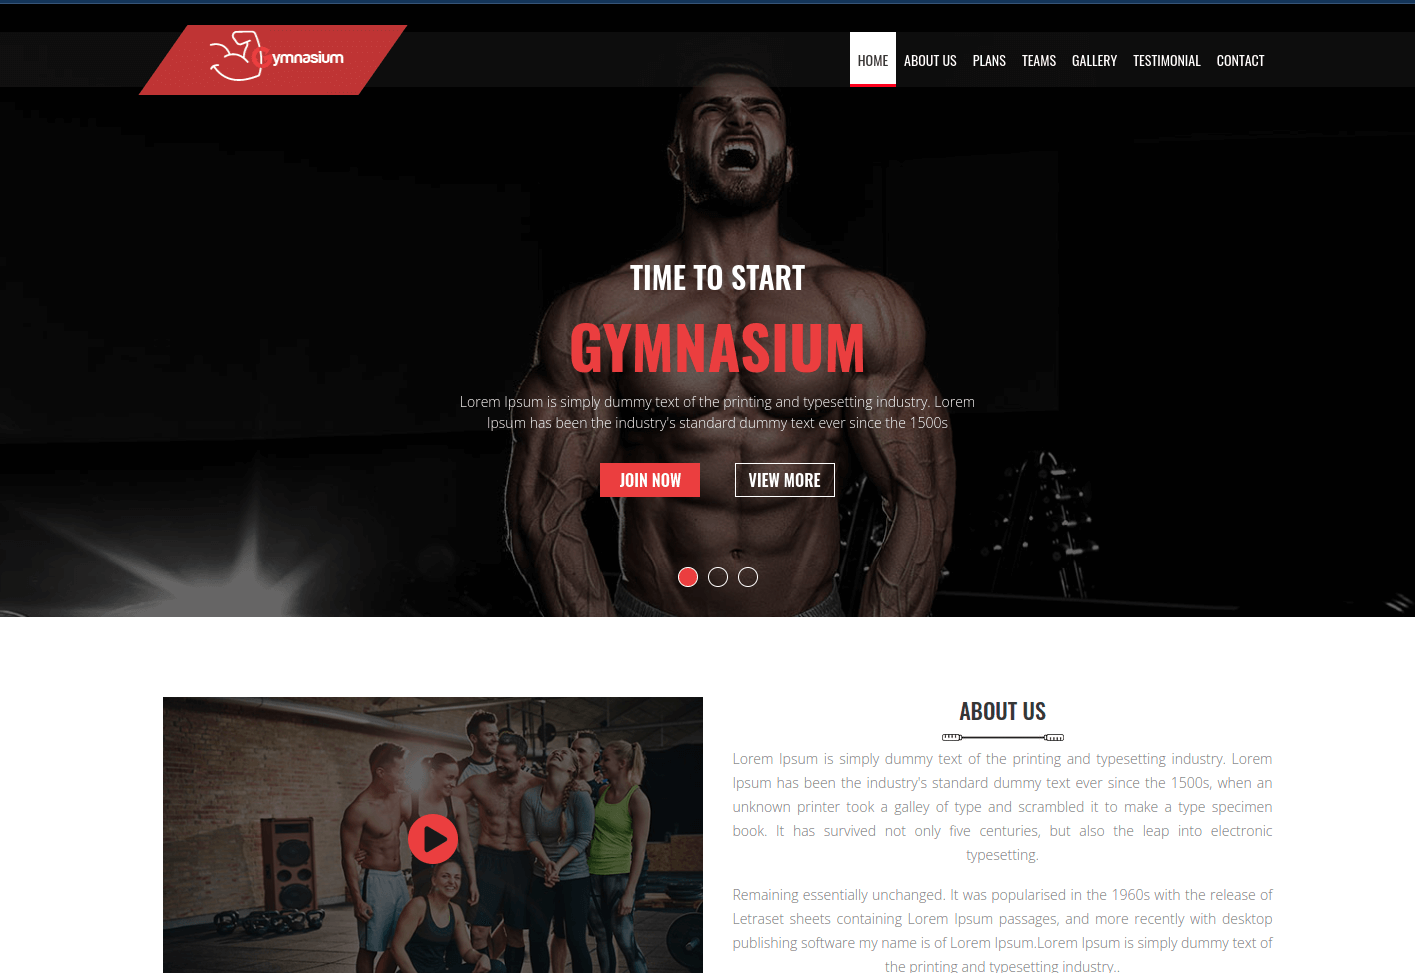 Gymnasium
HOME ABOUT US PLANS TEAMS GALLERY TESTIMONIAL CONTACT
TIME TO START
GYMNASIUM
Lorem Ipsum is simply dummy text of the printing and typesetting industry. Lorem
Ipsum has been the industry's standard dummy text ever since the 1500s
JOIN NOW VIEW MORE
ABOUT US
Lorem Ipsum is simply dummy text of the printing and typesetting industry. Lorem
Ipsum has been the industry's standard dummy text ever since the 1500s, when an
unknown printer took a galley of type and scrambled it to make a type specimen
book. It has survived not only five centuries, but also the leap into electronic
typesetting.
Remaining essentially unchanged. It was popularised in the 1960s with the release of
Letraset sheets containing Lorem Ipsum passages, and more recently with desktop
publishing software my name is of Lorem Ipsum.Lorem Ipsum is simply dummy text of
the printing and typesetting industry..